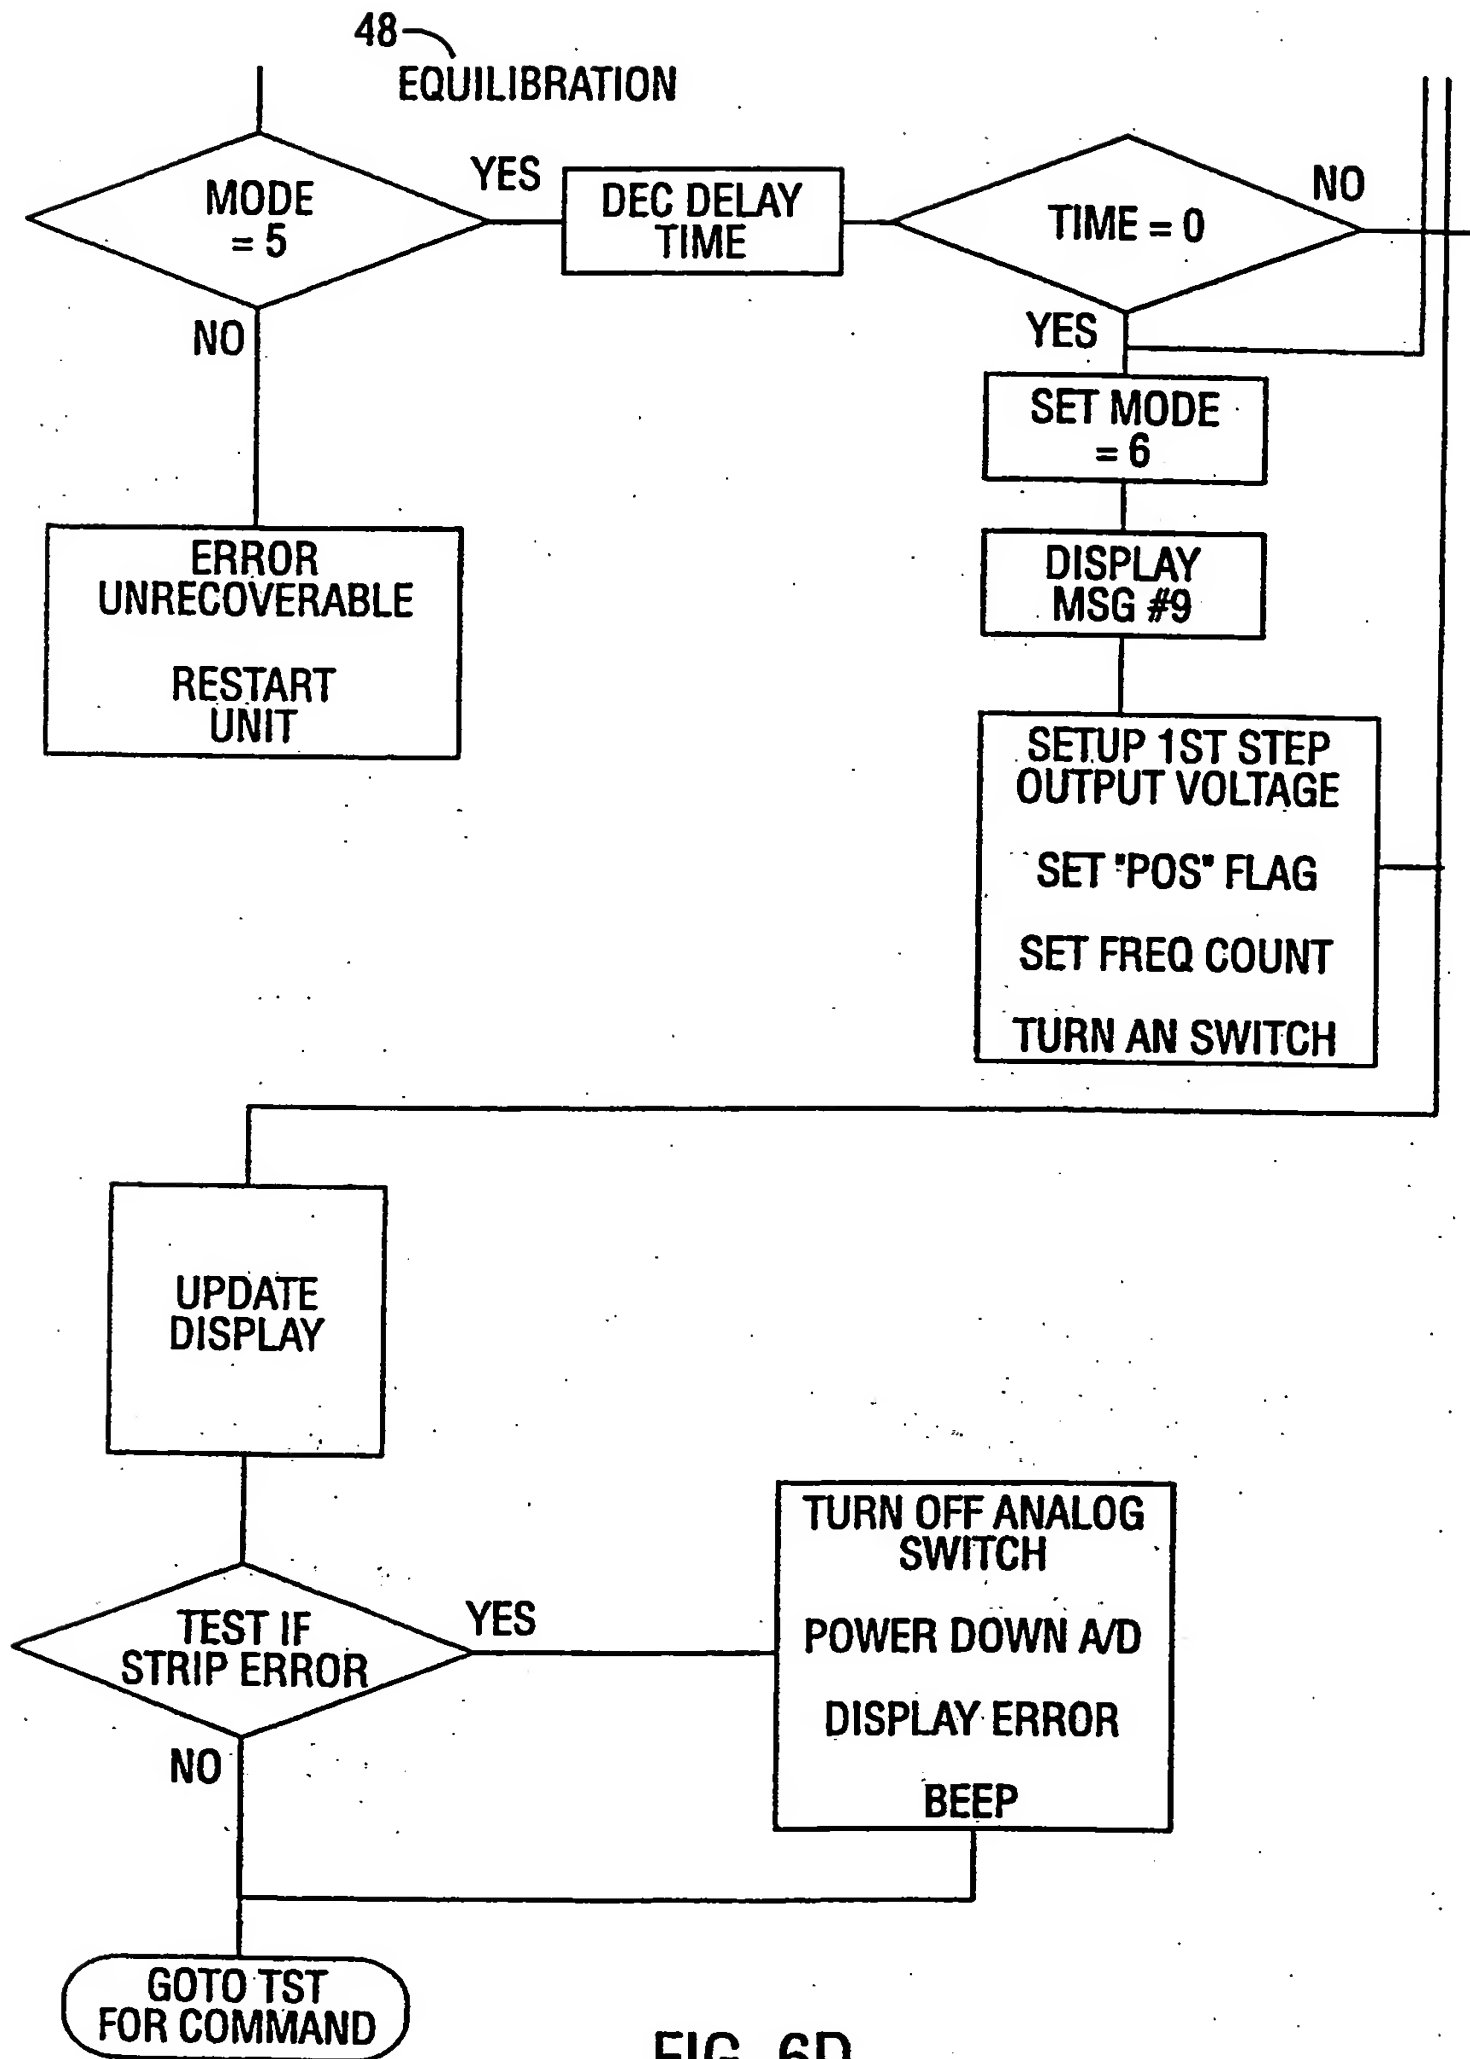 48
EQUILIBRATION
MODE
= 5
YES
DEC DELAY
TIME
TIME = 0
NO
NO
YES
SET MODE
= 6
DISPLAY
MSG #9
ERROR
UNRECOVERABLE
RESTART
UNIT
SETUP 1ST STEP
OUTPUT VOLTAGE
SET "POS" FLAG
SET FREQ COUNT
TURN AN SWITCH
UPDATE
DISPLAY
TEST IF
STRIP ERROR
YES
NO
TURN OFF ANALOG
SWITCH
POWER DOWN A/D
DISPLAY ERROR
BEEP
GOTO TST
FOR COMMAND
FIG. 6D